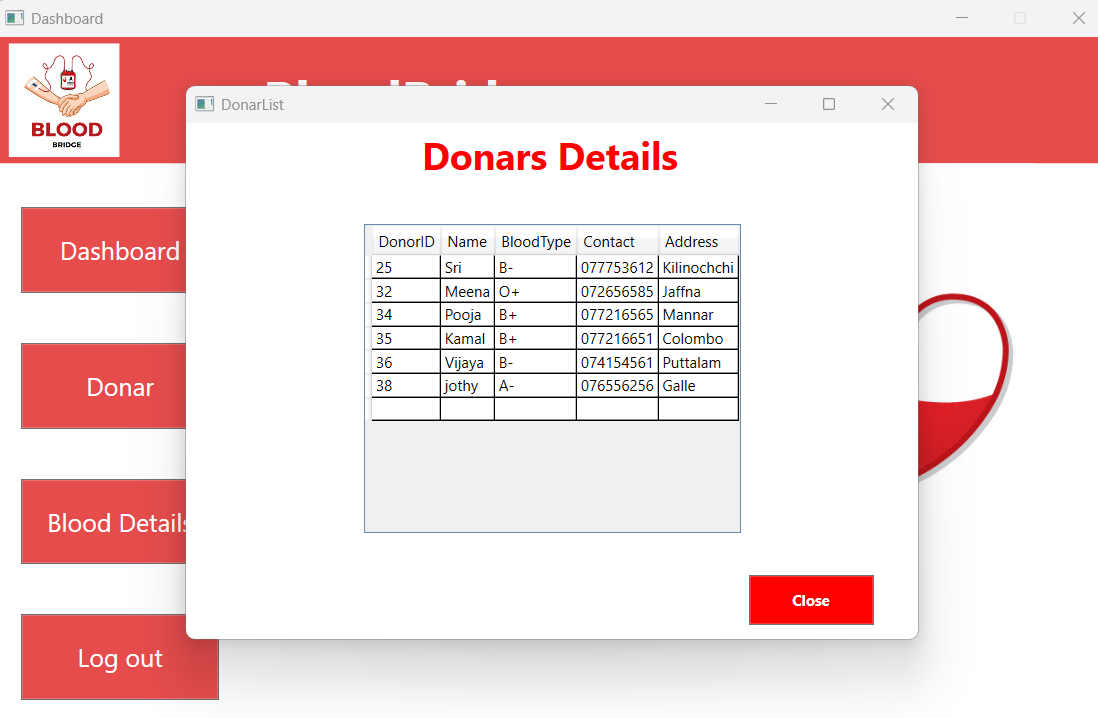 Dashboard
BLOOD
BRIDGE
DonarList
Donars Details
DonorID Name BloodType Contact Address
25 Sri B- 077753612 Kilinochchi
32 Meena O+ 072656585 Jaffna
34 Pooja B+ 077216565 Mannar
35 Kamal B+ 077216651 Colombo
36 Vijaya B- 074154561 Puttalam
38 jothy A- 076556256 Galle
Close
Dashboard
Donar
Blood Details
Log out